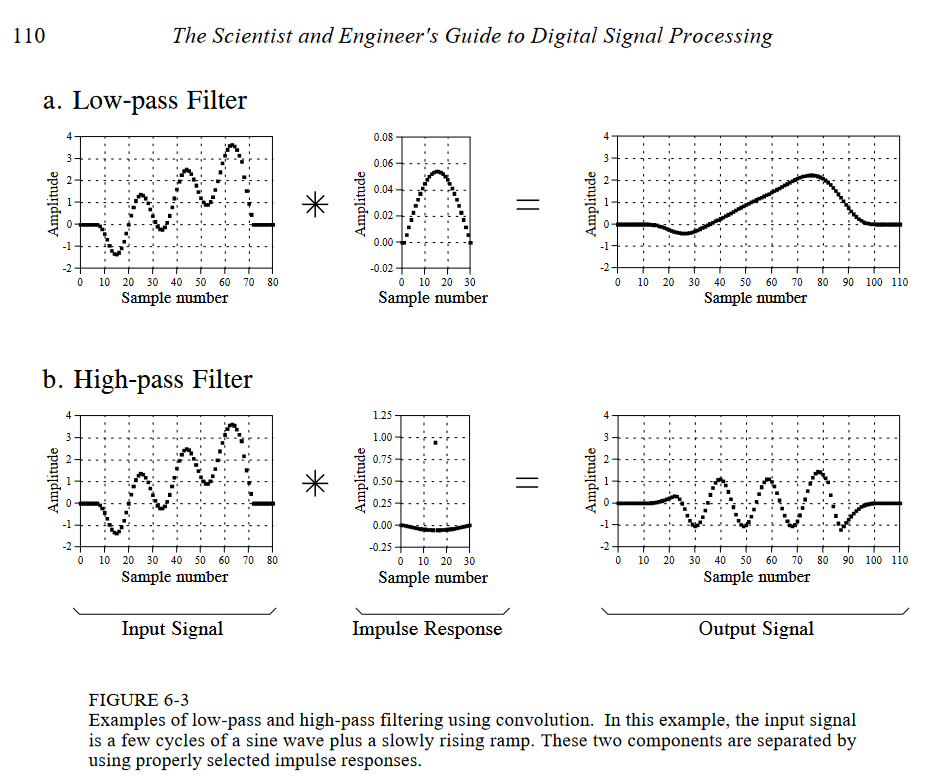 110
The Scientist and Engineer's Guide to Digital Signal Processing
a. Low-pass Filter
4
3
2
1
0
-1
-2
Amplitude
0 10 20 30 40 50 60 70 80
Sample number
0.08
0.06
0.04
0.02
0.00
-0.02
Amplitude
0 10 20 30
Sample number
4
3
2
1
0
-1
-2
Amplitude
0 10 20 30 40 50 60 70 80 90 100 110
Sample number
b. High-pass Filter
4
3
2
1
0
-1
-2
Amplitude
0 10 20 30 40 50 60 70 80
Sample number
1.25
1.00
0.75
0.50
0.25
0.00
-0.25
Amplitude
0 10 20 30
Sample number
4
3
2
1
0
-1
-2
Amplitude
0 10 20 30 40 50 60 70 80 90 100 110
Sample number
Input Signal
Impulse Response
Output Signal
FIGURE 6-3
Examples of low-pass and high-pass filtering using convolution. In this example, the input signal
is a few cycles of a sine wave plus a slowly rising ramp. These two components are separated by
using properly selected impulse responses.